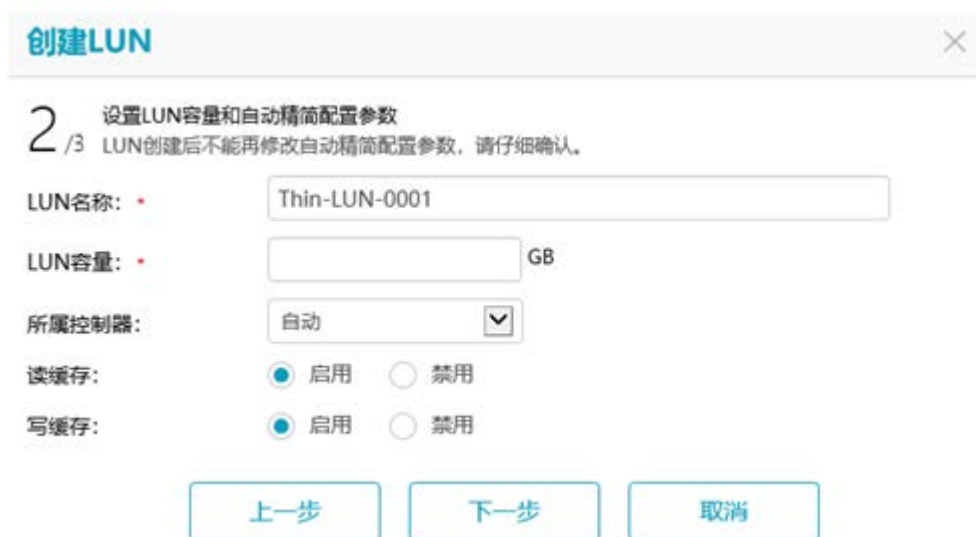 创建LUN
2/3 设置LUN容量和自动精简配置参数
LUN创建后不能再修改自动精简配置参数，请仔细确认。
LUN名称： * Thin-LUN-0001
LUN容量： * GB
所属控制器： 自动
读缓存： 启用 禁用
写缓存： 启用 禁用
上一步 下一步 取消